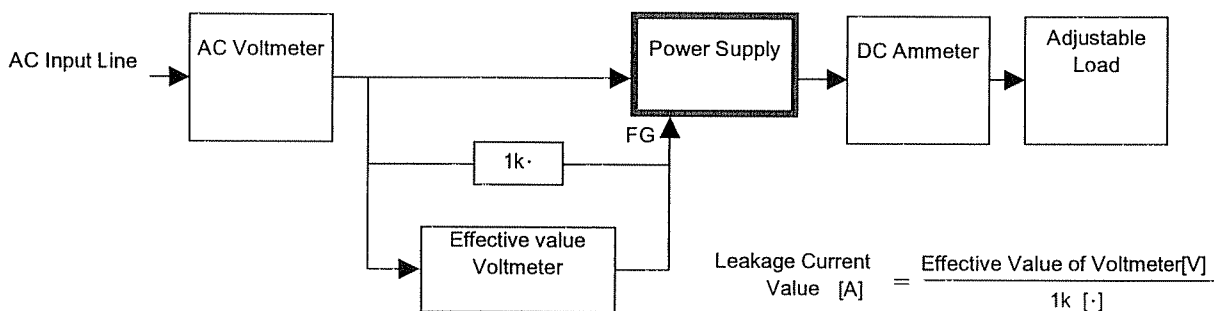 AC Input Line
AC Voltmeter
Power Supply
DC Ammeter
Adjustable
Load
FG
1k·
Effective value
Voltmeter
Leakage Current
Value [A]
=
Effective Value of Voltmeter[V]
1k [·]